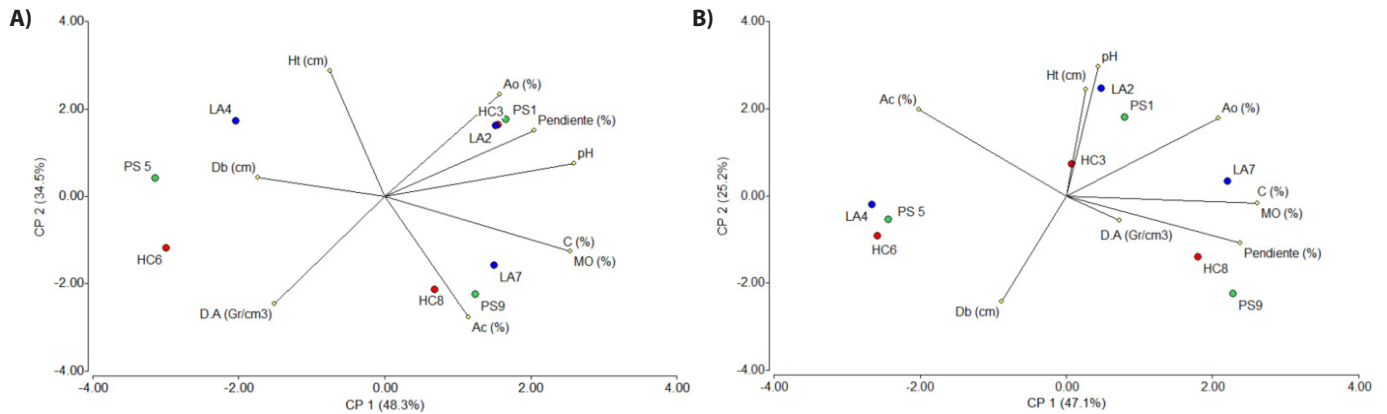 A)
4.00
2.00
0.00
-2.00
-4.00
CP 2 (34.5%)
Ht (cm)
Ao (%)
LA4
HC3
PS1
LA2
Pendiente (%)
pH
PS 5
Db (cm)
HC6
C (%)
MO (%)
LA7
D.A (Gr/cm3)
HC8
PS9
Ac (%)
-4.00 -2.00 0.00 2.00 4.00
CP 1 (48.3%)
B)
4.00
2.00
0.00
-2.00
-4.00
CP 2 (25.2%)
pH
Ht (cm)
LA2
Ac (%)
PS1
Ao (%)
HC3
LA7
C (%)
LA4
PS 5
MO (%)
D.A (Gr/cm3)
HC6
Pendiente (%)
HC8
Db (cm)
PS9
-4.00 -2.00 0.00 2.00 4.00
CP 1 (47.1%)